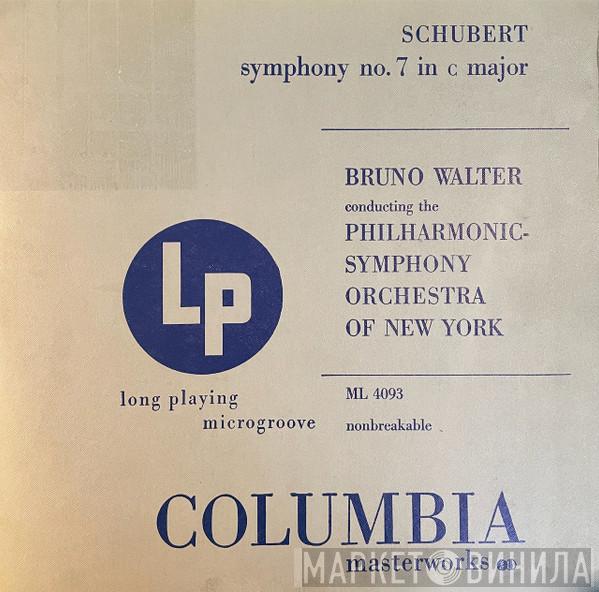 SCHUBERT
symphony no. 7 in c major
BRUNO WALTER
conducting the
PHILHARMONIC-
SYMPHONY
ORCHESTRA
OF NEW YORK
LP
long playing
microgroove
ML 4093
nonbreakable
COLUMBIA
masterworks
МАРКЕТ ВИНИЛА